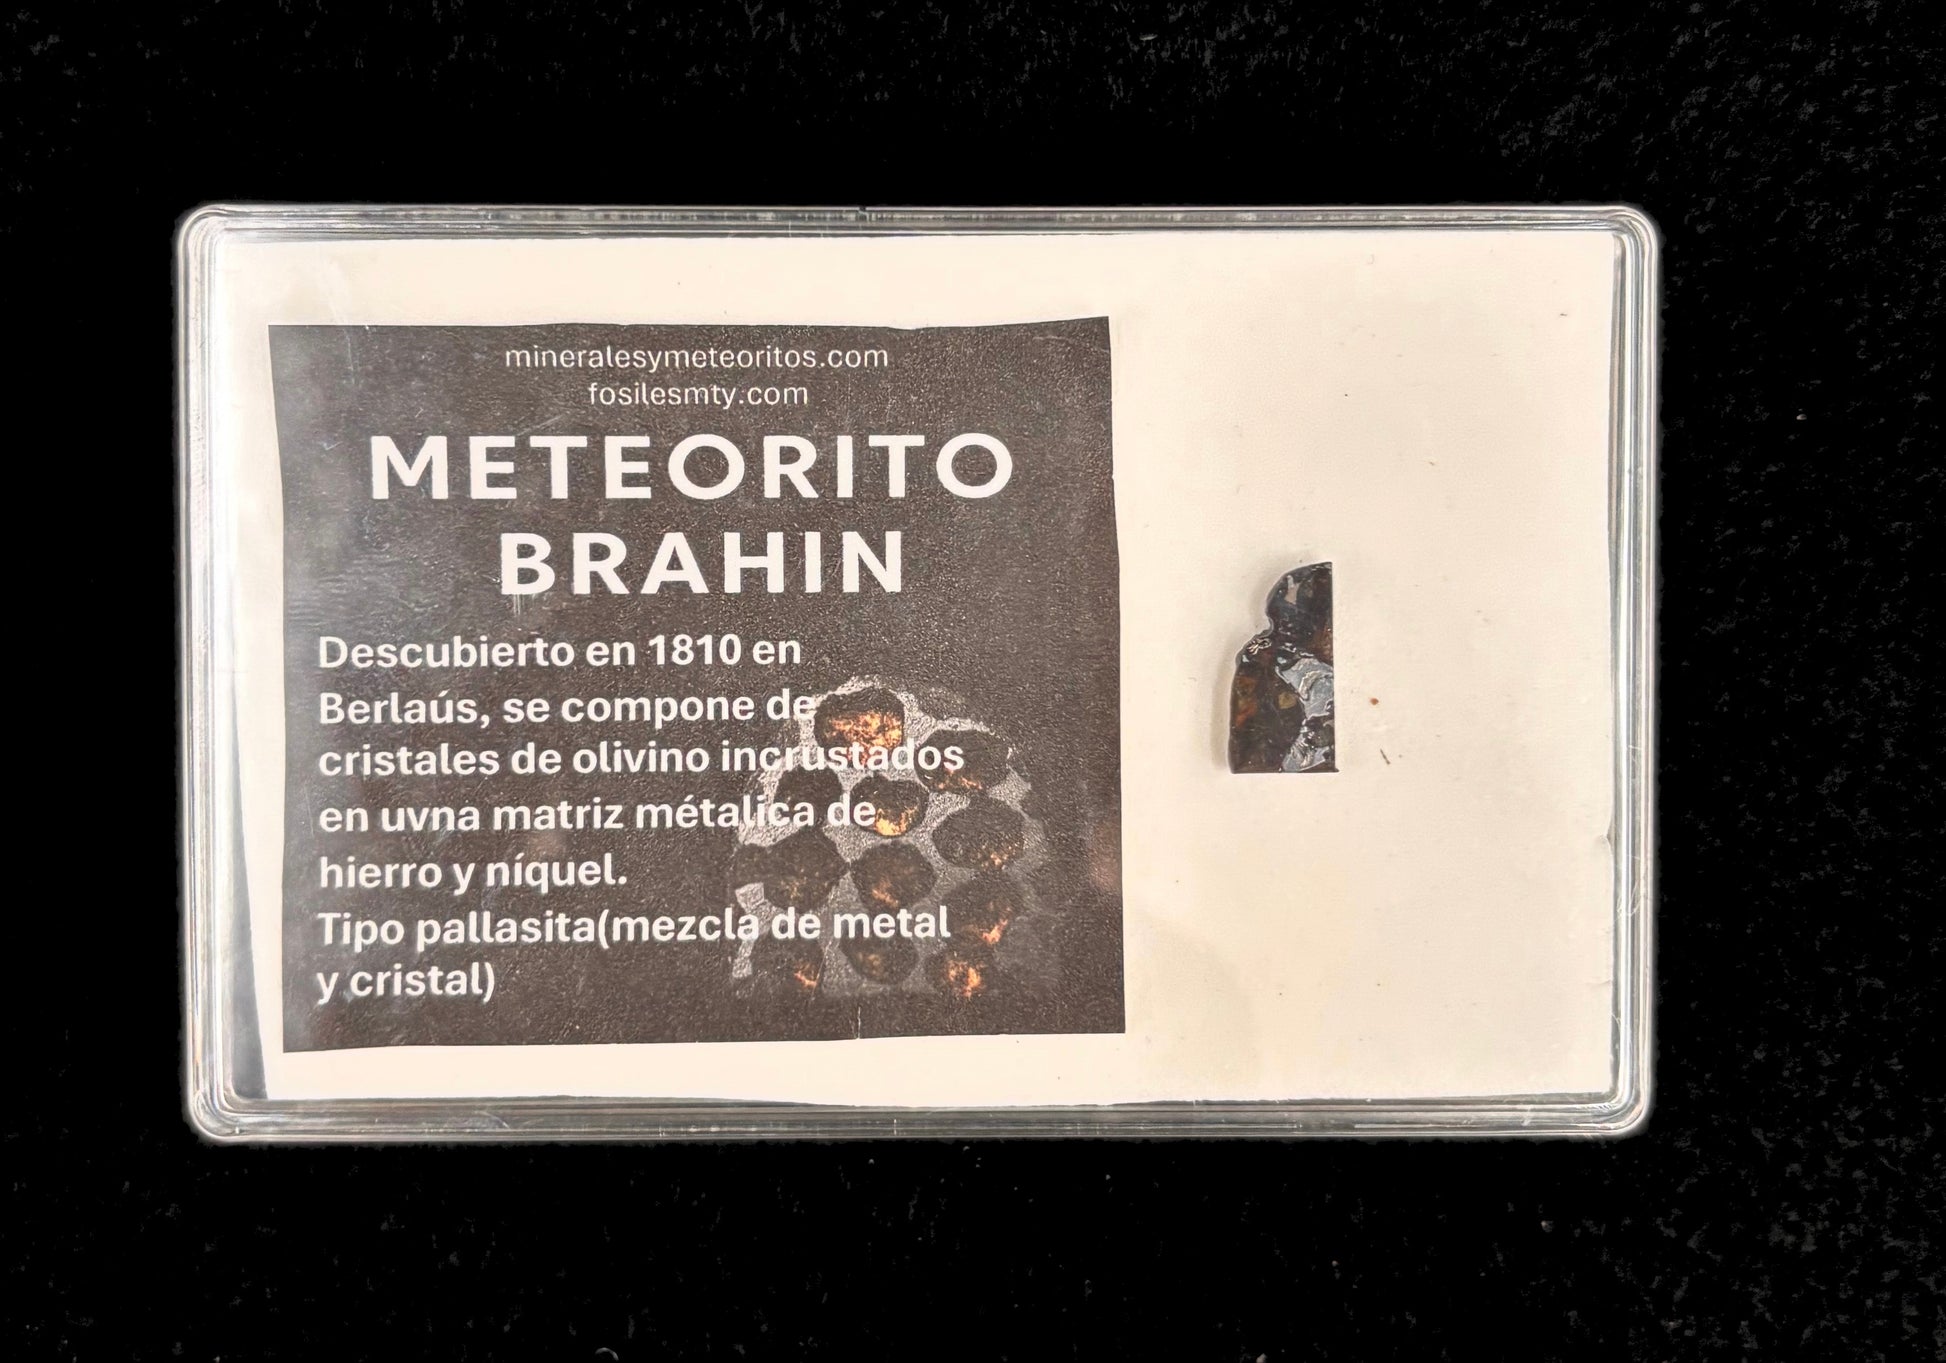 mineralesymeteoritos.com
fosilesmty.com
METEORITO
BRAHIN
Descubierto en 1810 en
Berlaús, se compone de
cristales de olivino incrustados
en uvna matriz métalica de
hierro y níquel.
Tipo pallasita(mezcla de metal
y cristal)